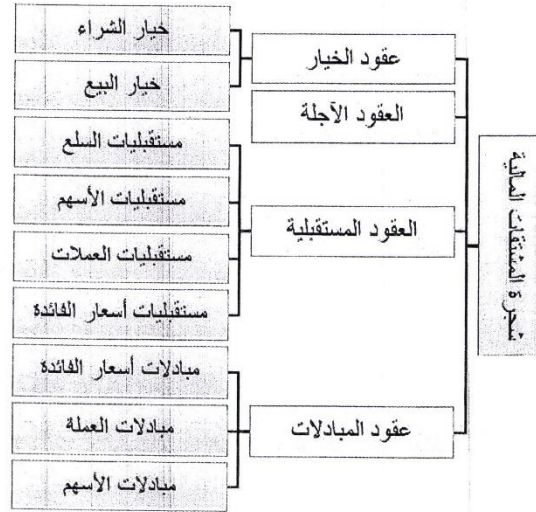 شجرة المشتقات المالية
عقود الخيار
خيار الشراء
خيار البيع
العقود الآجلة
العقود المستقبلية
مستقبليات السلع
مستقبليات الأسهم
مستقبليات العملات
مستقبليات أسعار الفائدة
عقود المبادلات
مبادلات أسعار الفائدة
مبادلات العملة
مبادلات الأسهم